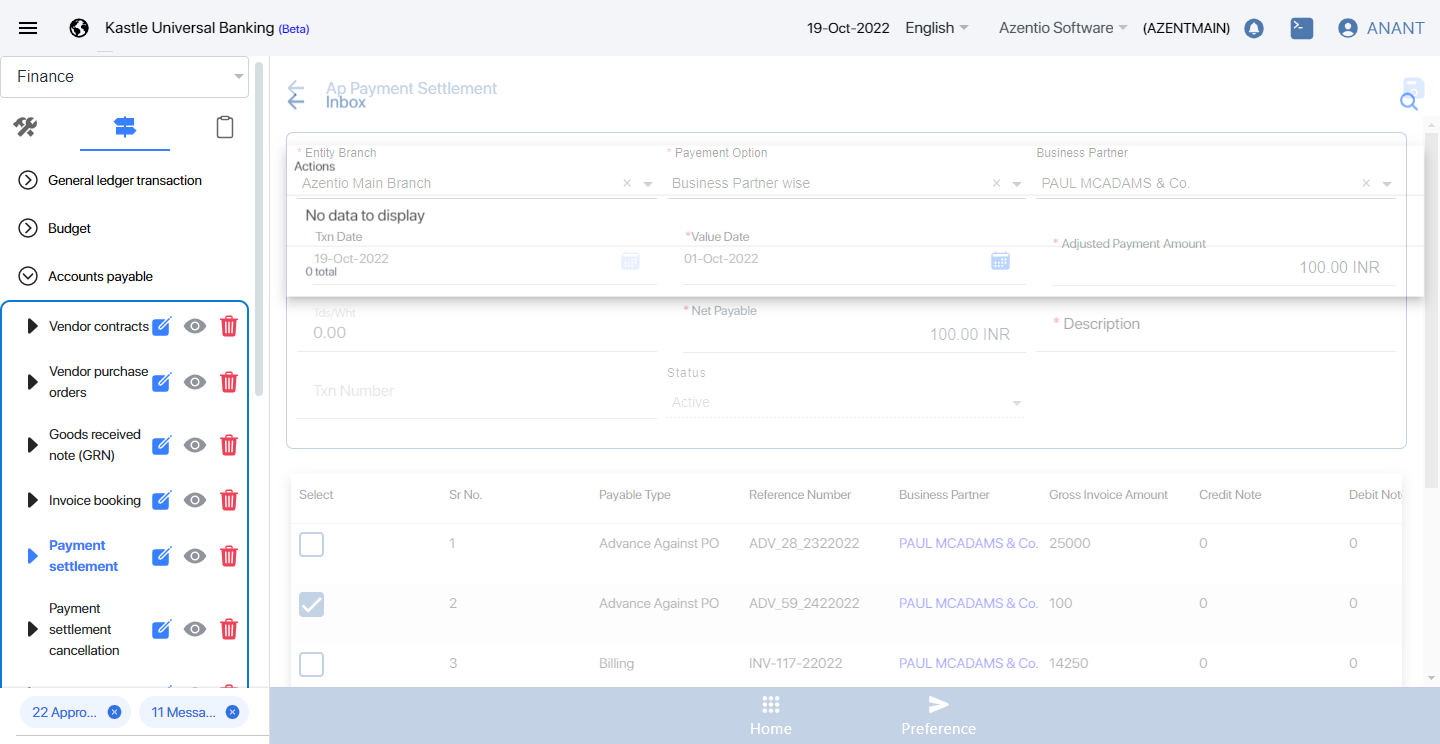 Kastle Universal Banking (Beta)
19-Oct-2022
English
Azentio Software
(AZENTMAIN)
ANANT
Finance
General ledger transaction
Budget
Accounts payable
Vendor contracts
Vendor purchase
orders
Goods received
note (GRN)
Invoice booking
Payment
settlement
Payment
settlement
cancellation
22 Appro...
11 Messa...
Ap Payment Settlement
Inbox
* Entity Branch
* Payement Option
Business Partner
Actions
Azentio Main Branch
Business Partner wise
PAUL MCADAMS & Co.
No data to display
Txn Date
*Value Date
* Adjusted Payment Amount
19-Oct-2022
01-Oct-2022
100.00 INR
0 total
Tds/Wht
* Net Payable
* Description
0.00
100.00 INR
Txn Number
Status
Active
Select Sr No. Payable Type Reference Number Business Partner Gross Invoice Amount Credit Note Debit Not
1 Advance Against PO ADV_28_2322022 PAUL MCADAMS & Co. 25000 0 0
2 Advance Against PO ADV_59_2422022 PAUL MCADAMS & Co. 100 0 0
3 Billing INV-117-22022 PAUL MCADAMS & Co. 14250 0 0
Home
Preference